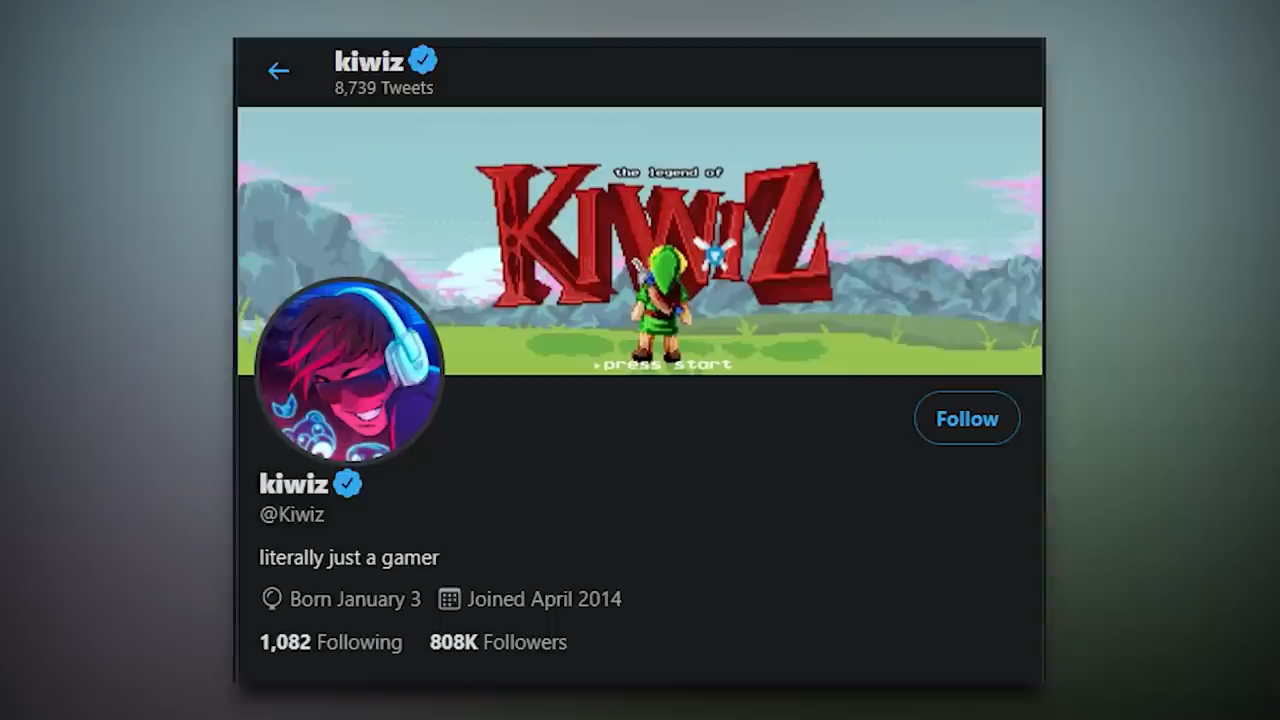 kiwiz
8,739 Tweets
the legend of
KIWIZ
press start
Follow
kiwiz
@Kiwiz
literally just a gamer
Born January 3 Joined April 2014
1,082 Following 808K Followers